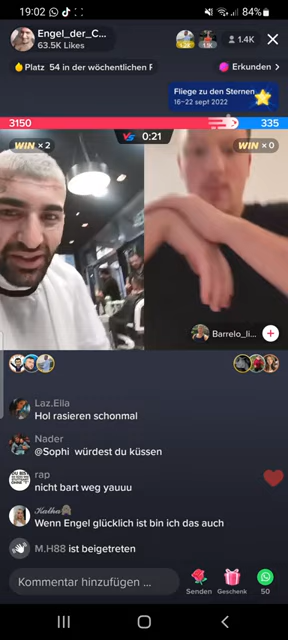 19:02
84%
Engel_der_C...
63.5K Likes
1.4K
Platz 54 in der wöchentlichen F
Erkunden >
Fliege zu den Sternen
16–22 sept 2022
3150
335
WIN × 2
VS 0:21
WIN × 0
Barrelo_li...
Laz.Ella
Hol rasieren schonmal
Nader
@Sophi würdest du küssen
rap
nicht bart weg yauuu
Kalha
Wenn Engel glücklich ist bin ich das auch
M.H88 ist beigetreten
Kommentar hinzufügen ...
Senden
Geschenk
50